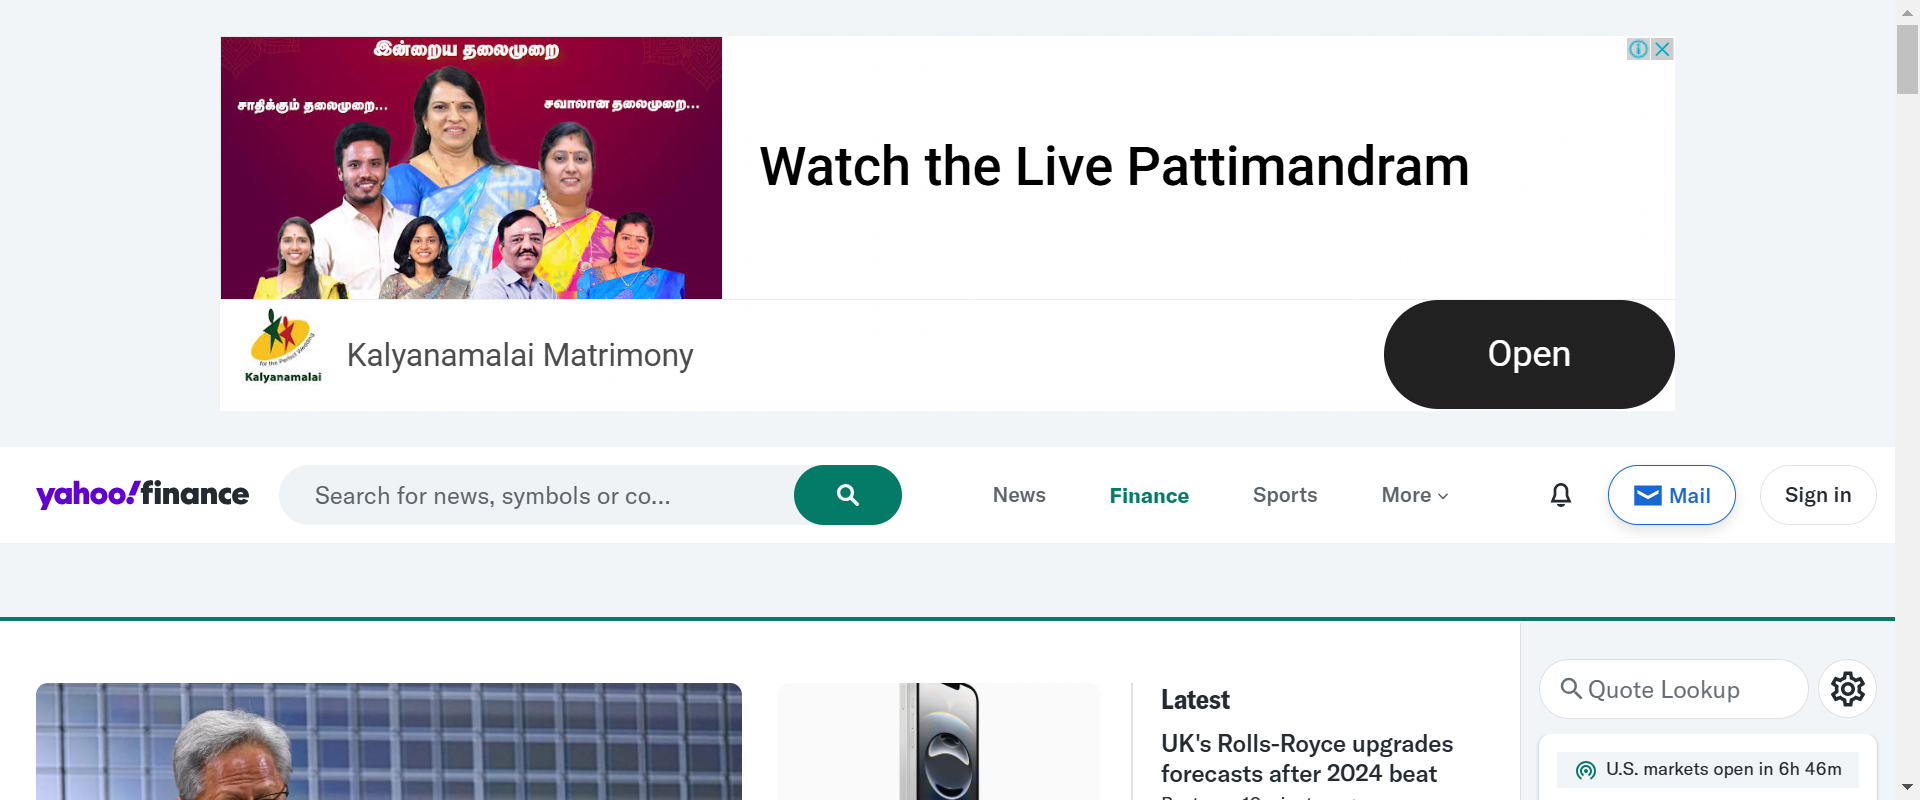 இன்றைய தலைமுறை
சாதிக்கும் தலைமுறை...
சவாலான தலைமுறை...
Watch the Live Pattimandram
for the Perfect Wedding
Kalyanamalai
Kalyanamalai Matrimony
Open
yahoo!finance
Search for news, symbols or co...
News
Finance
Sports
More
Mail
Sign in
Quote Lookup
U.S. markets open in 6h 46m
Latest
UK's Rolls-Royce upgrades
forecasts after 2024 beat